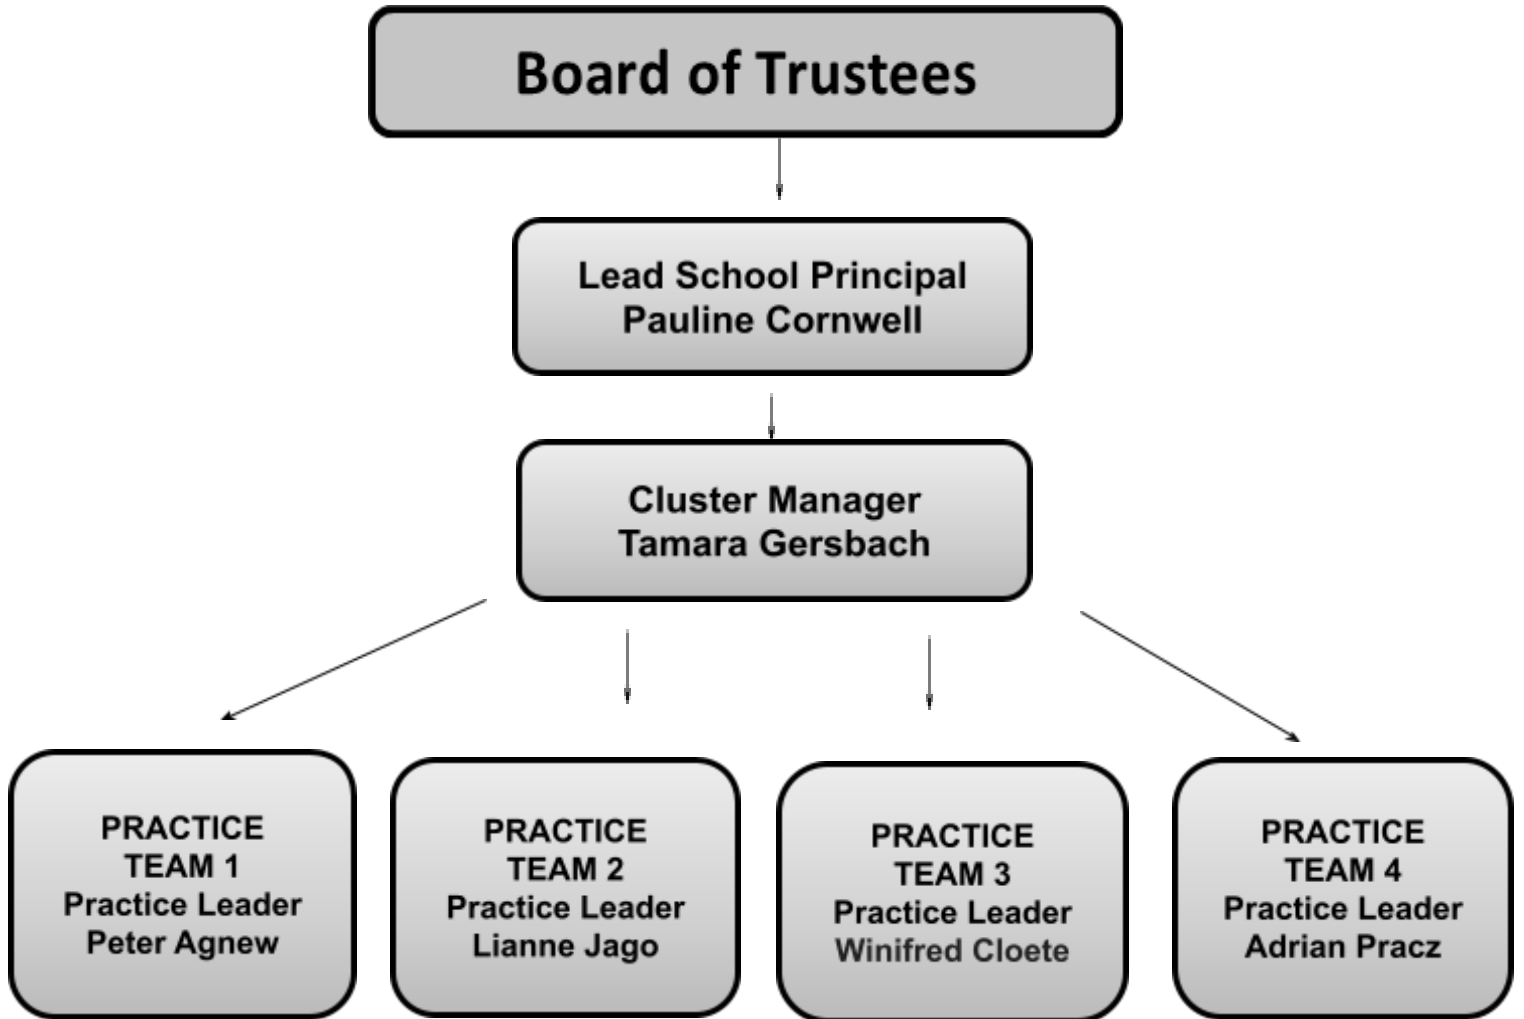 Board of Trustees
Lead School Principal
Pauline Cornwell
Cluster Manager
Tamara Gersbach
PRACTICE
TEAM 1
Practice Leader
Peter Agnew
PRACTICE
TEAM 2
Practice Leader
Lianne Jago
PRACTICE
TEAM 3
Practice Leader
Winifred Cloete
PRACTICE
TEAM 4
Practice Leader
Adrian Pracz